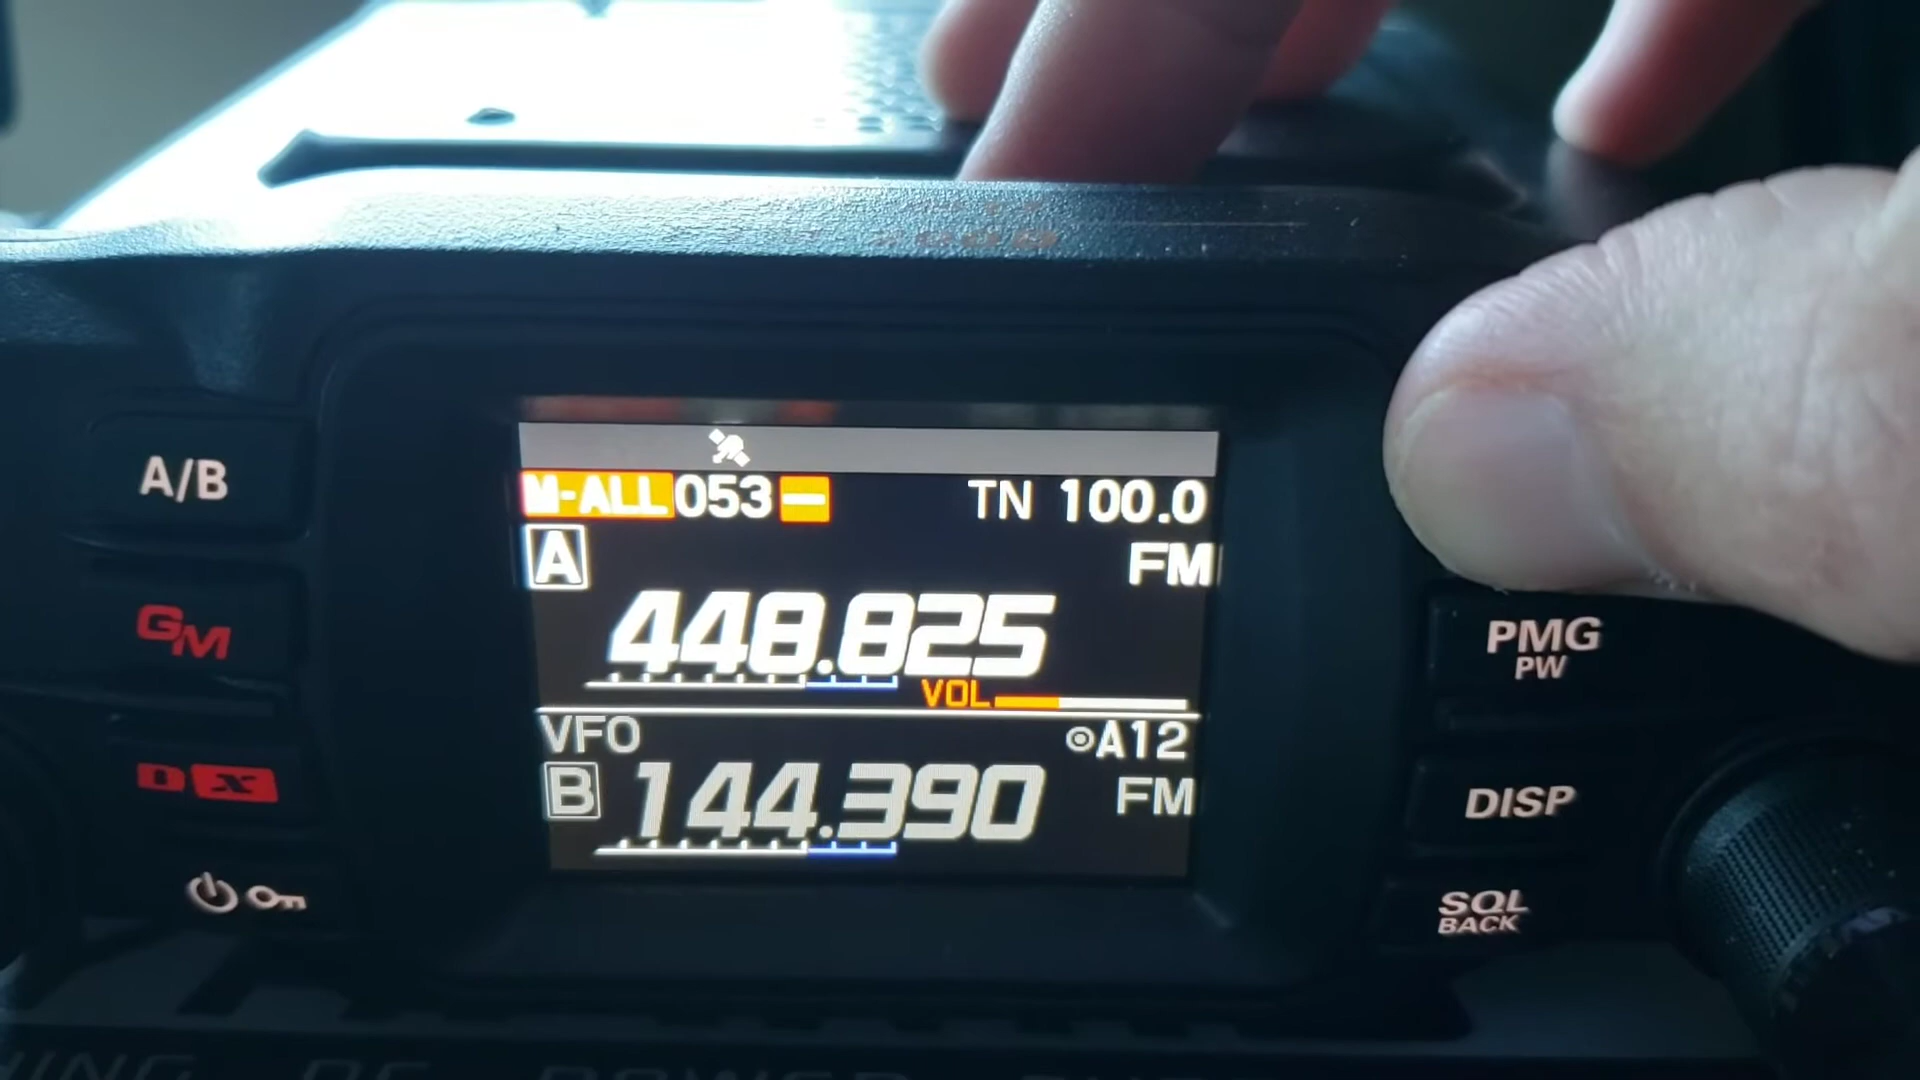 A/B
GM
DX
M-ALL 053 − TN 100.0
A FM
448.825
VOL
VFO ⊙A12
B 144.390 FM
PMG
PW
DISP
SQL
BACK